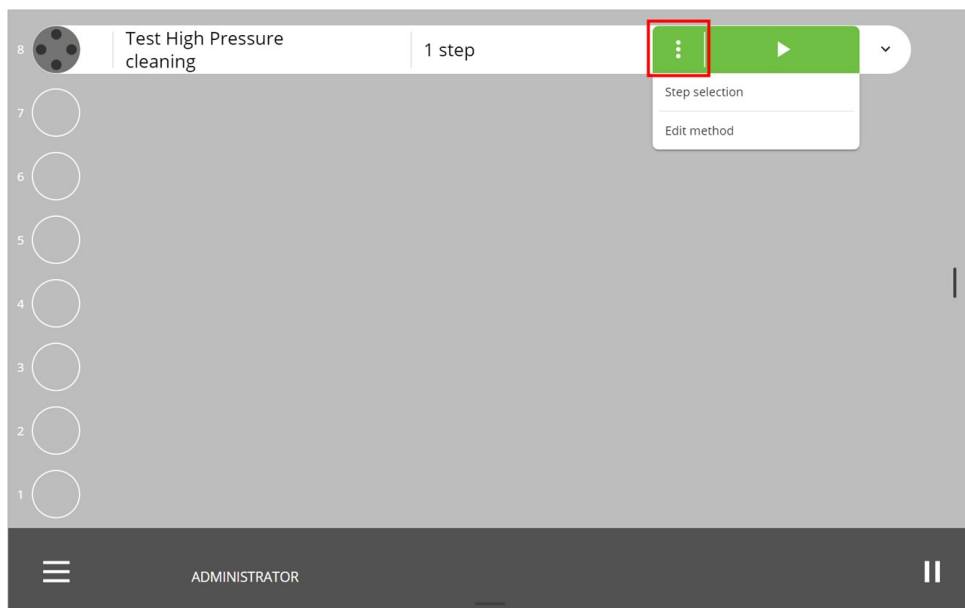 8
Test High Pressure
cleaning
1 step
Step selection
Edit method
7
6
5
4
3
2
1
ADMINISTRATOR